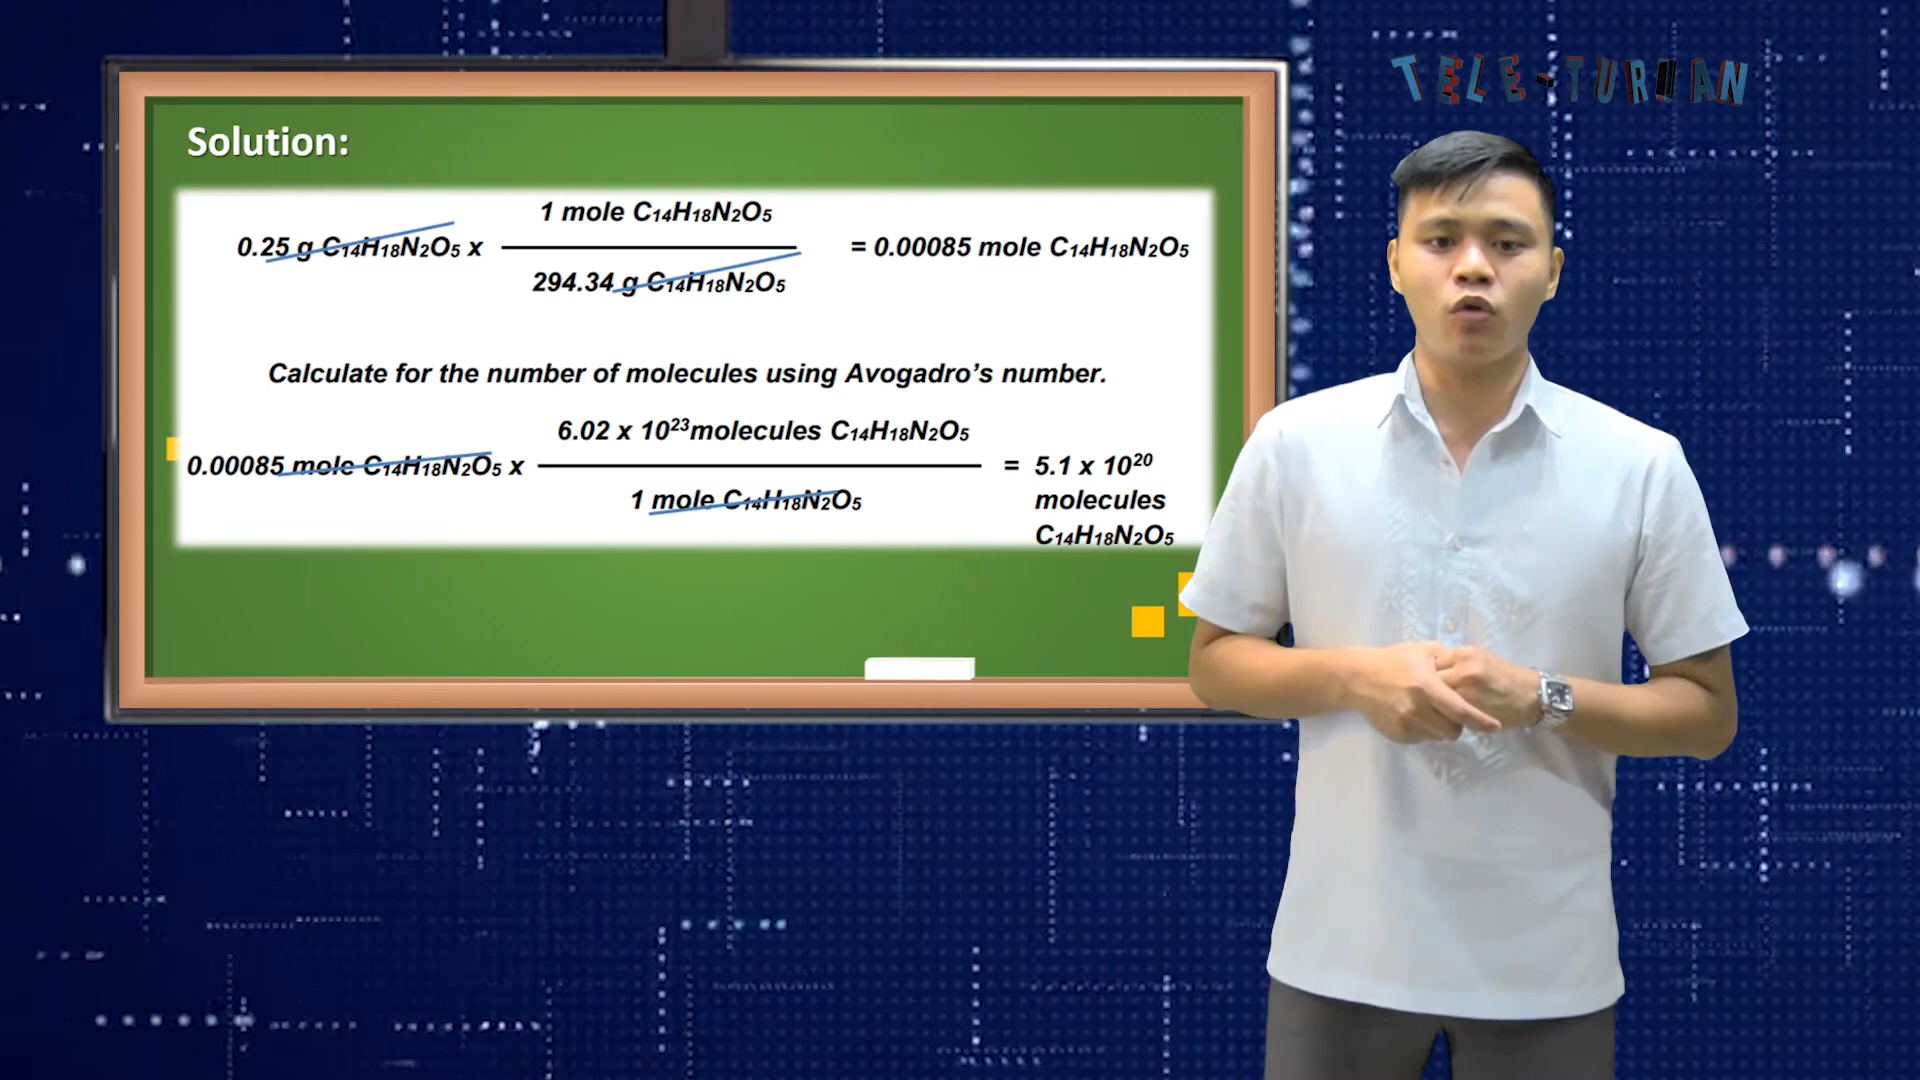 TELE-TURUAN
Solution:
1 mole C₁₄H₁₈N₂O₅
0.25 g C₁₄H₁₈N₂O₅ x
= 0.00085 mole C₁₄H₁₈N₂O₅
294.34 g C₁₄H₁₈N₂O₅
Calculate for the number of molecules using Avogadro’s number.
6.02 x 10²³molecules C₁₄H₁₈N₂O₅
0.00085 mole C₁₄H₁₈N₂O₅ x
= 5.1 x 10²⁰
1 mole C₁₄H₁₈N₂O₅
molecules
C₁₄H₁₈N₂O₅